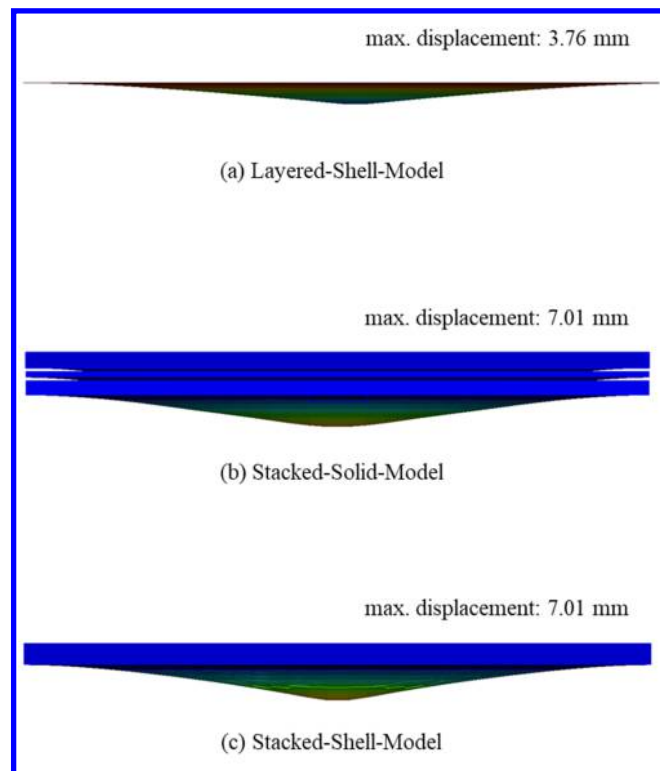 max. displacement: 3.76 mm
(a) Layered-Shell-Model
max. displacement: 7.01 mm
(b) Stacked-Solid-Model
max. displacement: 7.01 mm
(c) Stacked-Shell-Model